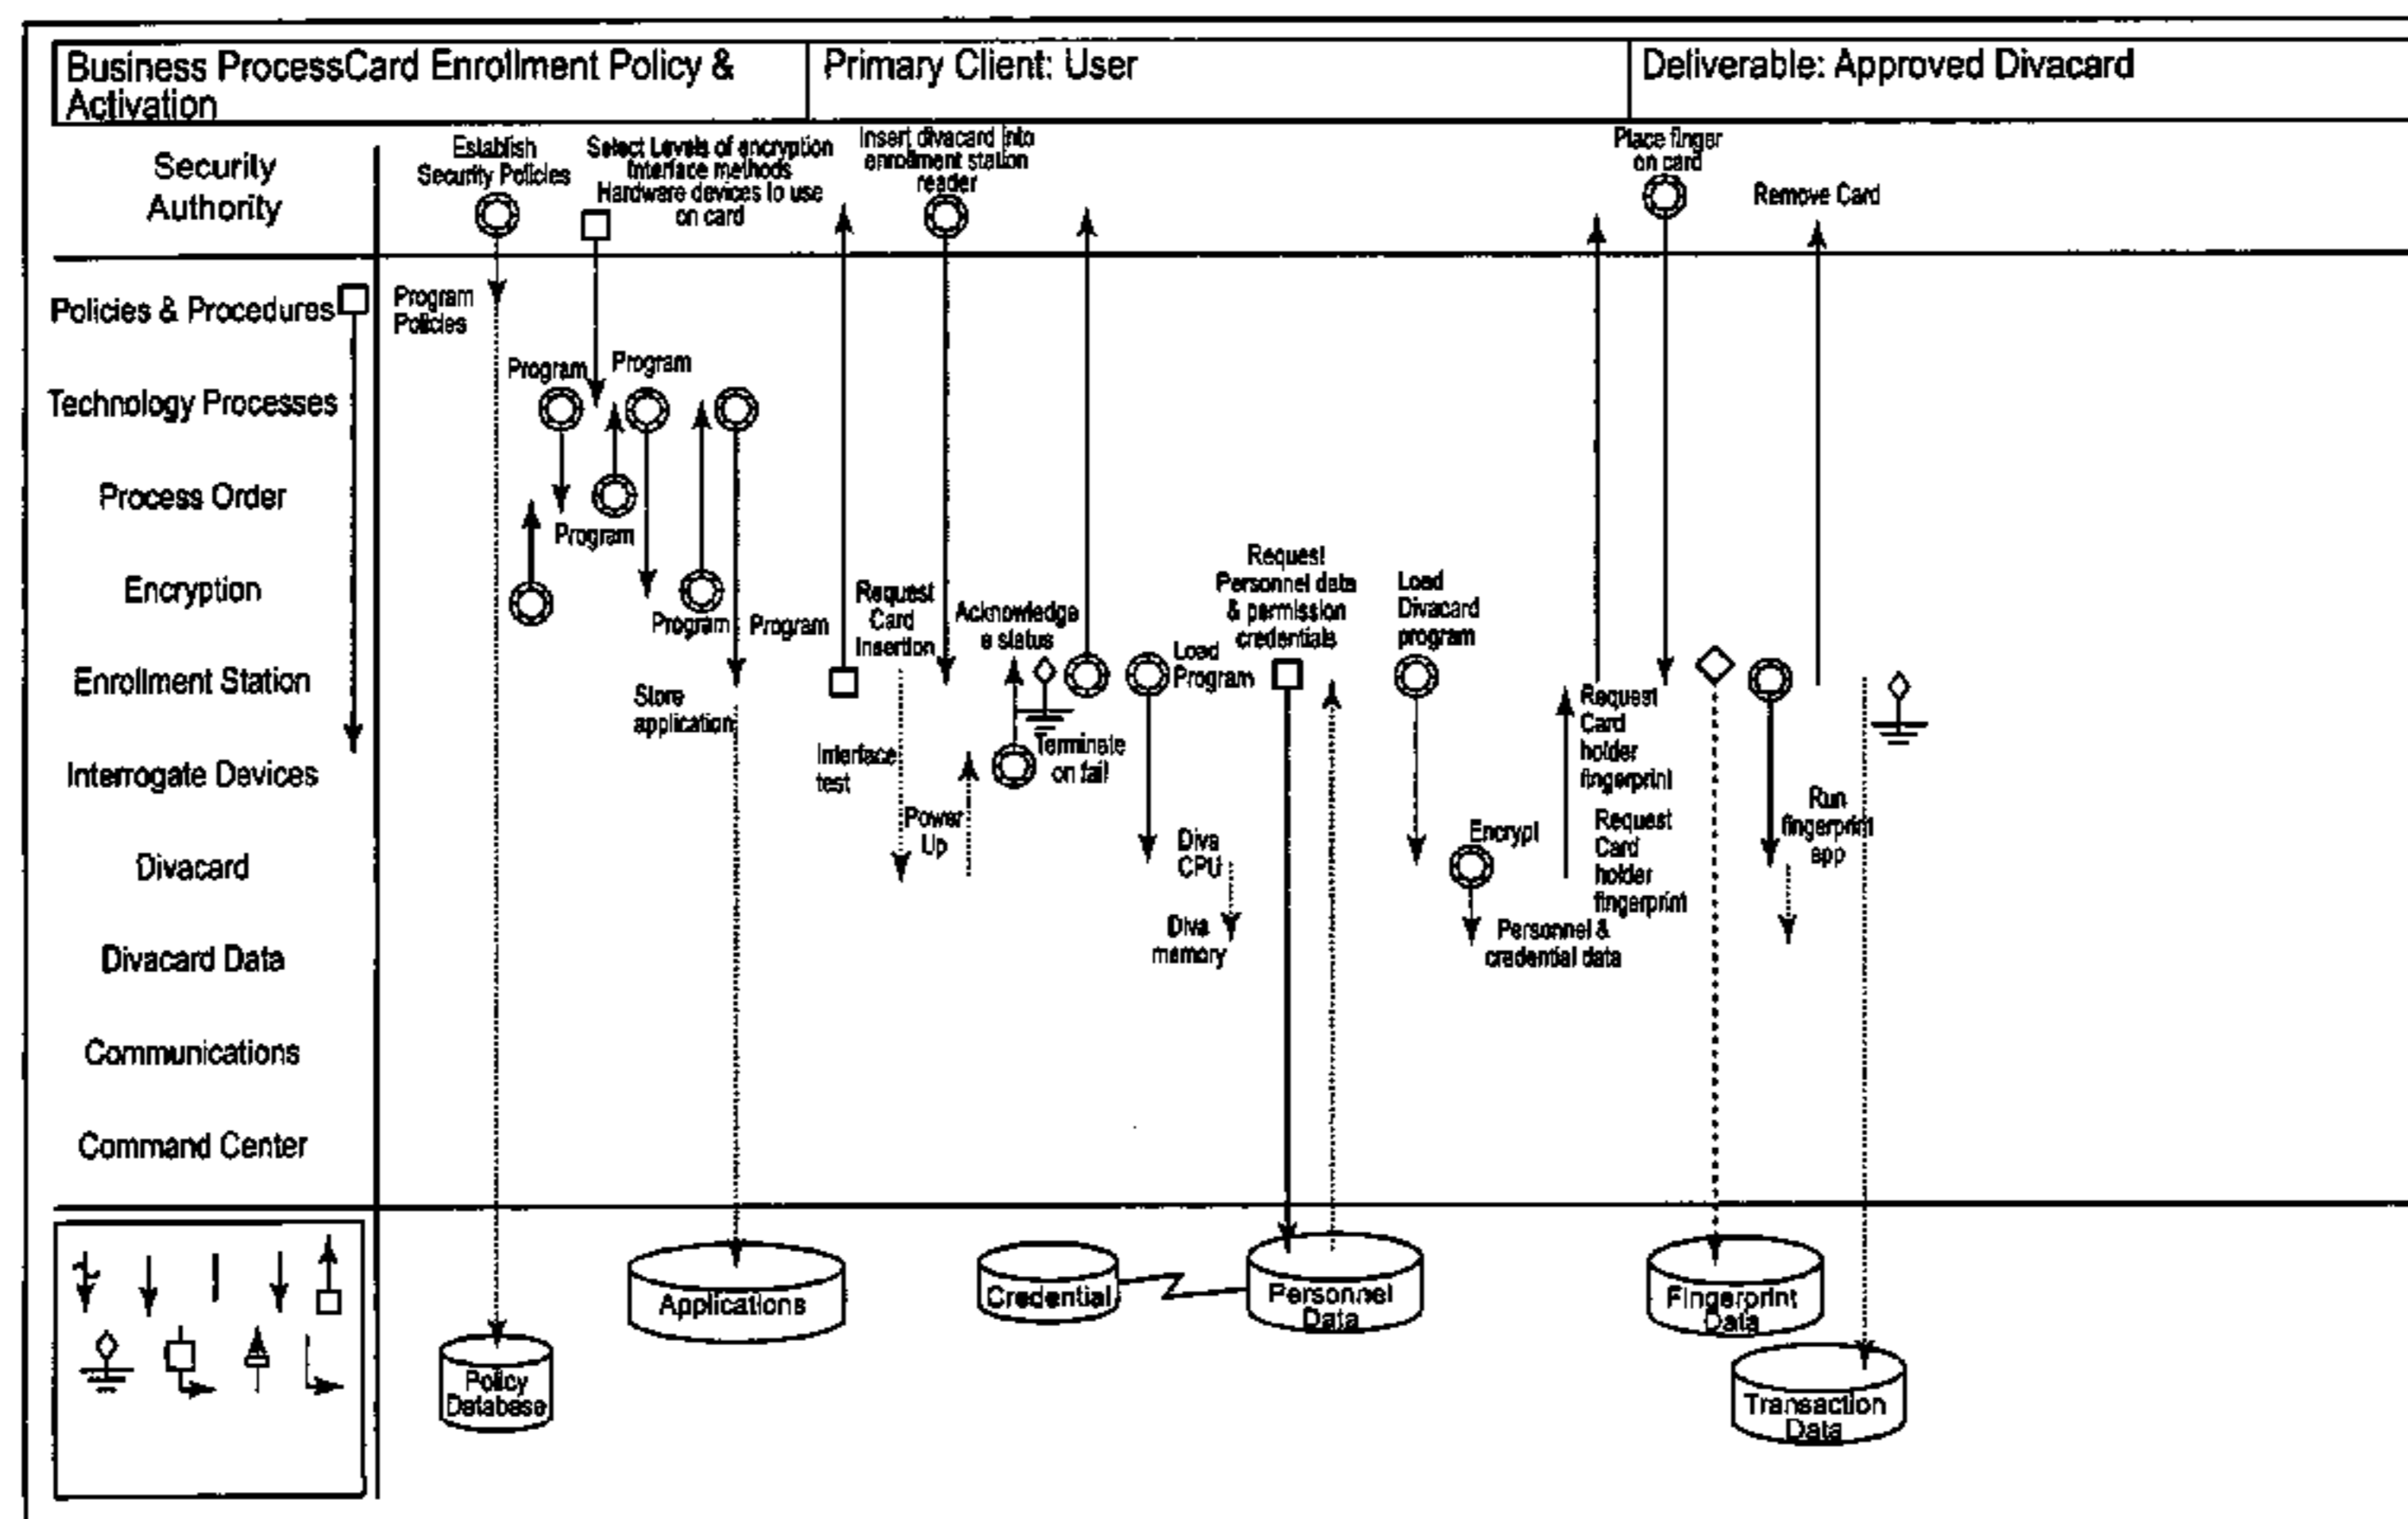 Business ProcessCard Enrollment Policy &
Activation
Primary Client: User
Deliverable: Approved Divacard
Security
Authority
Establish
Security Policies
Select Levels of encryption
Interface methods
Hardware devices to use
on card
Insert divacard into
enrollment station
reader
Place finger
on card
Remove Card
Policies & Procedures
Program
Policies
Technology Processes
Program
Program
Process Order
Program
Encryption
Program
Program
Request
Card
Insertion
Acknowledge
e status
Request
Personnel data
& permission
credentials
Load
Divacard
program
Enrollment Station
Store
application
Load
Program
Request
Card
holder
fingerprint
Interrogate Devices
Interface
test
Terminate
on fail
Power
Up
Divacard
Diva
CPU
Encrypt
Request
Card
holder
fingerprint
Run
fingerprint
app
Divacard Data
Diva
memory
Personnel &
credential data
Communications
Command Center
Policy
Database
Applications
Credential
Personnel
Data
Fingerprint
Data
Transaction
Data